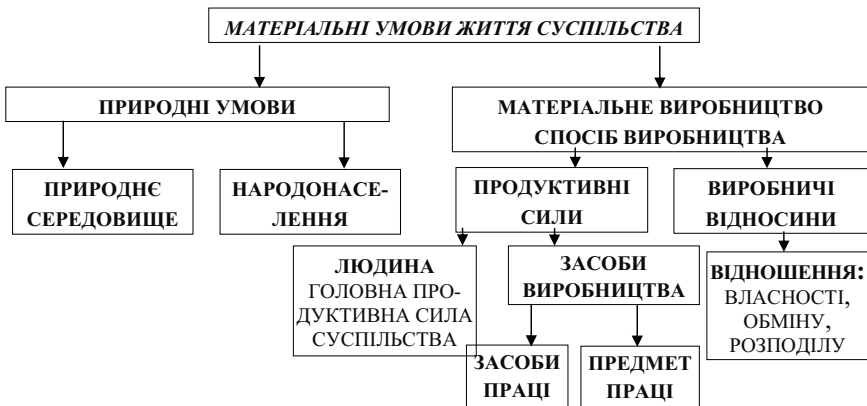 МАТЕРІАЛЬНІ УМОВИ ЖИТТЯ СУСПІЛЬСТВА
ПРИРОДНІ УМОВИ
МАТЕРІАЛЬНЕ ВИРОБНИЦТВО
СПОСІБ ВИРОБНИЦТВА
ПРИРОДНЄ
СЕРЕДОВИЩЕ
НАРОДОНАСЕ-
ЛЕННЯ
ПРОДУКТИВНІ
СИЛИ
ВИРОБНИЧІ
ВІДНОСИНИ
ЛЮДИНА
ГОЛОВНА ПРО-
ДУКТИВНА СИЛА
СУСПІЛЬСТВА
ЗАСОБИ
ВИРОБНИЦТВА
ВІДНОШЕННЯ:
ВЛАСНОСТІ,
ОБМІНУ,
РОЗПОДІЛУ
ЗАСОБИ
ПРАЦІ
ПРЕДМЕТ
ПРАЦІ